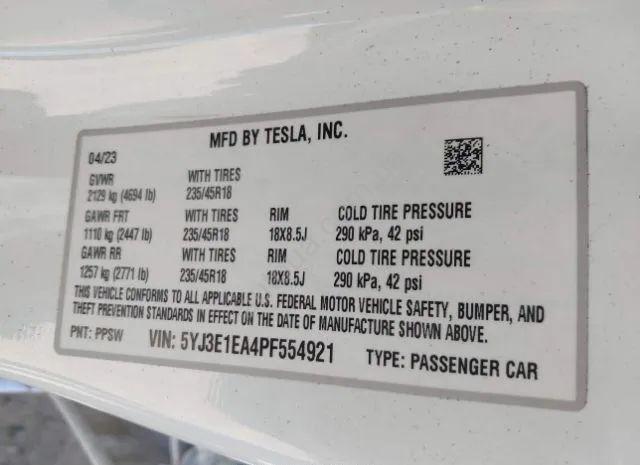 MFD BY TESLA, INC.
04/23
GVWR WITH TIRES
2129 kg (4694 lb) 235/45R18
GAWR FRT WITH TIRES RIM COLD TIRE PRESSURE
1110 kg (2447 lb) 235/45R18 18X8.5J 290 kPa, 42 psi
GAWR RR WITH TIRES RIM COLD TIRE PRESSURE
1257 kg (2771 lb) 235/45R18 18X8.5J 290 kPa, 42 psi
THIS VEHICLE CONFORMS TO ALL APPLICABLE U.S. FEDERAL MOTOR VEHICLE SAFETY, BUMPER, AND
THEFT PREVENTION STANDARDS IN EFFECT ON THE DATE OF MANUFACTURE SHOWN ABOVE.
PNT: PPSW VIN: 5YJ3E1EA4PF554921 TYPE: PASSENGER CAR